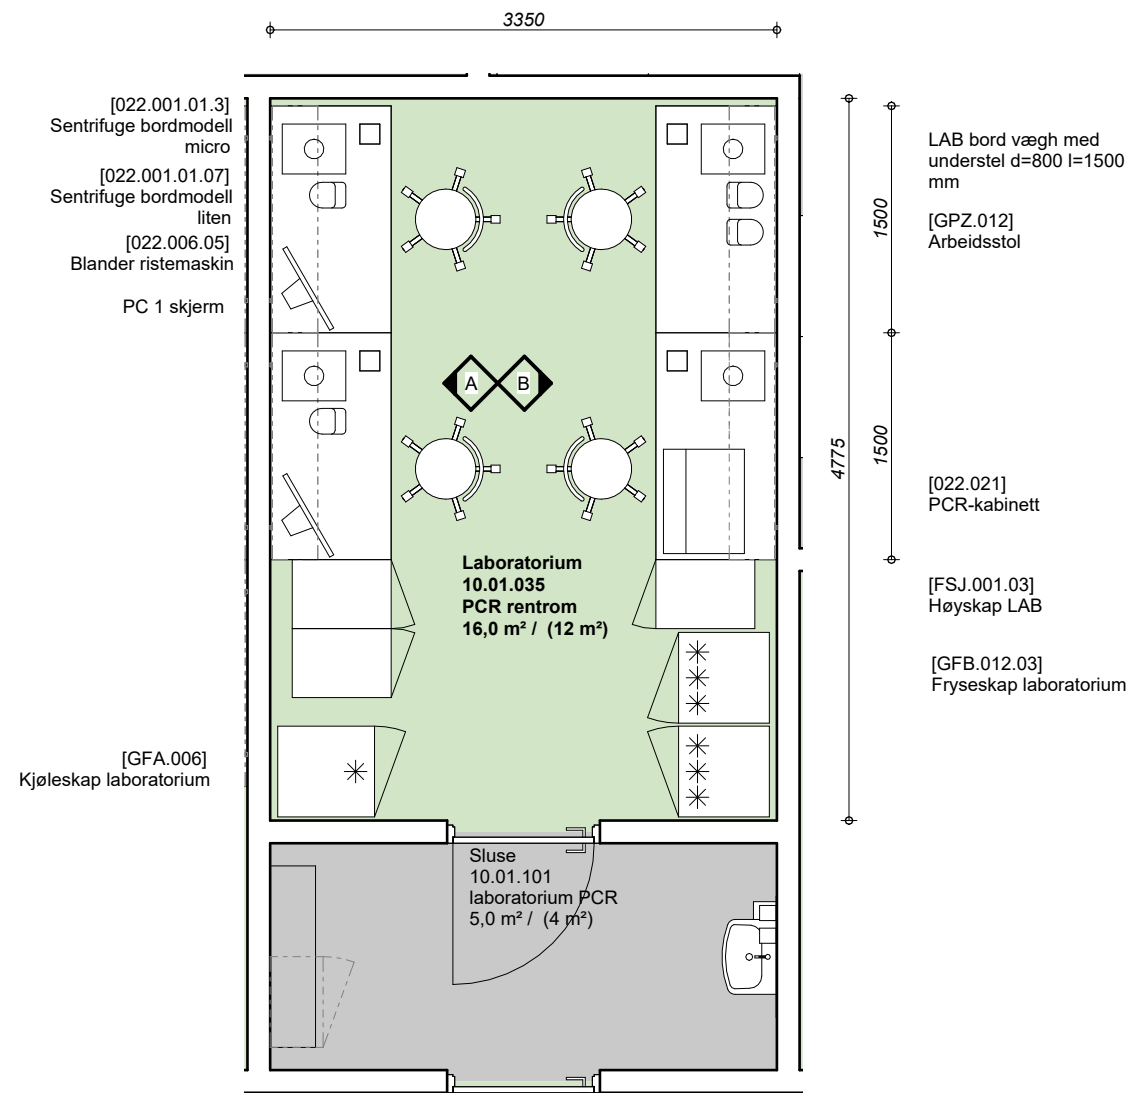 3350
[022.001.01.3]
Sentrifuge bordmodell
micro
[022.001.01.07]
Sentrifuge bordmodell
liten
[022.006.05]
Blander ristemaskin
PC 1 skjerm
LAB bord vægh med
understel d=800 l=1500
mm
[GPZ.012]
Arbeidsstol
1500
A
B
4775
1500
[022.021]
PCR-kabinett
Laboratorium
10.01.035
PCR rentrom
16,0 m² / (12 m²)
[FSJ.001.03]
Høyskap LAB
[GFB.012.03]
Fryseskap laboratorium
[GFA.006]
Kjøleskap laboratorium
Sluse
10.01.101
laboratorium PCR
5,0 m² / (4 m²)